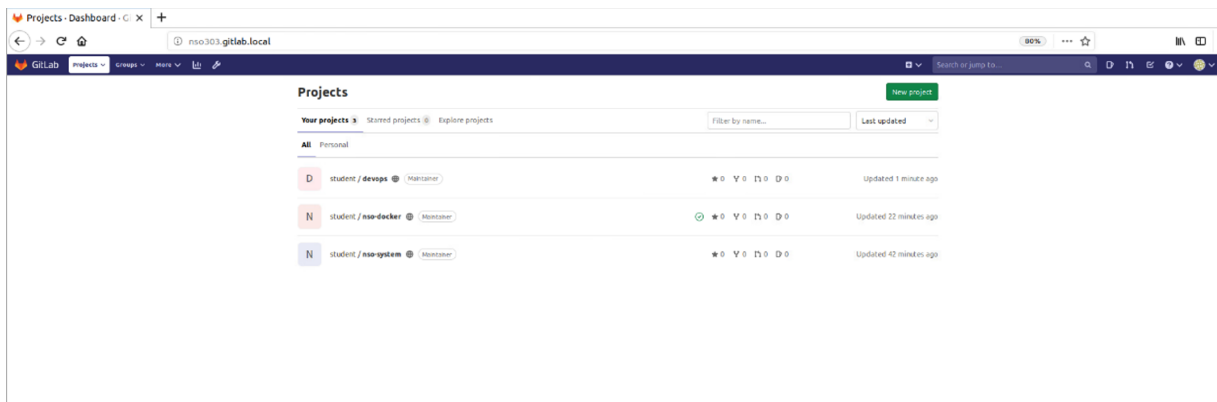 Projects · Dashboard · Gi
nso303.gitlab.local 80%
GitLab Projects Groups More Search or jump to...
Projects New project
Your projects 3 Starred projects 0 Explore projects Filter by name... Last updated
All Personal
D student / devops Maintainer 0 0 0 0 Updated 1 minute ago
N student / nso-docker Maintainer 0 0 0 0 Updated 22 minutes ago
N student / nso-system Maintainer 0 0 0 0 Updated 42 minutes ago